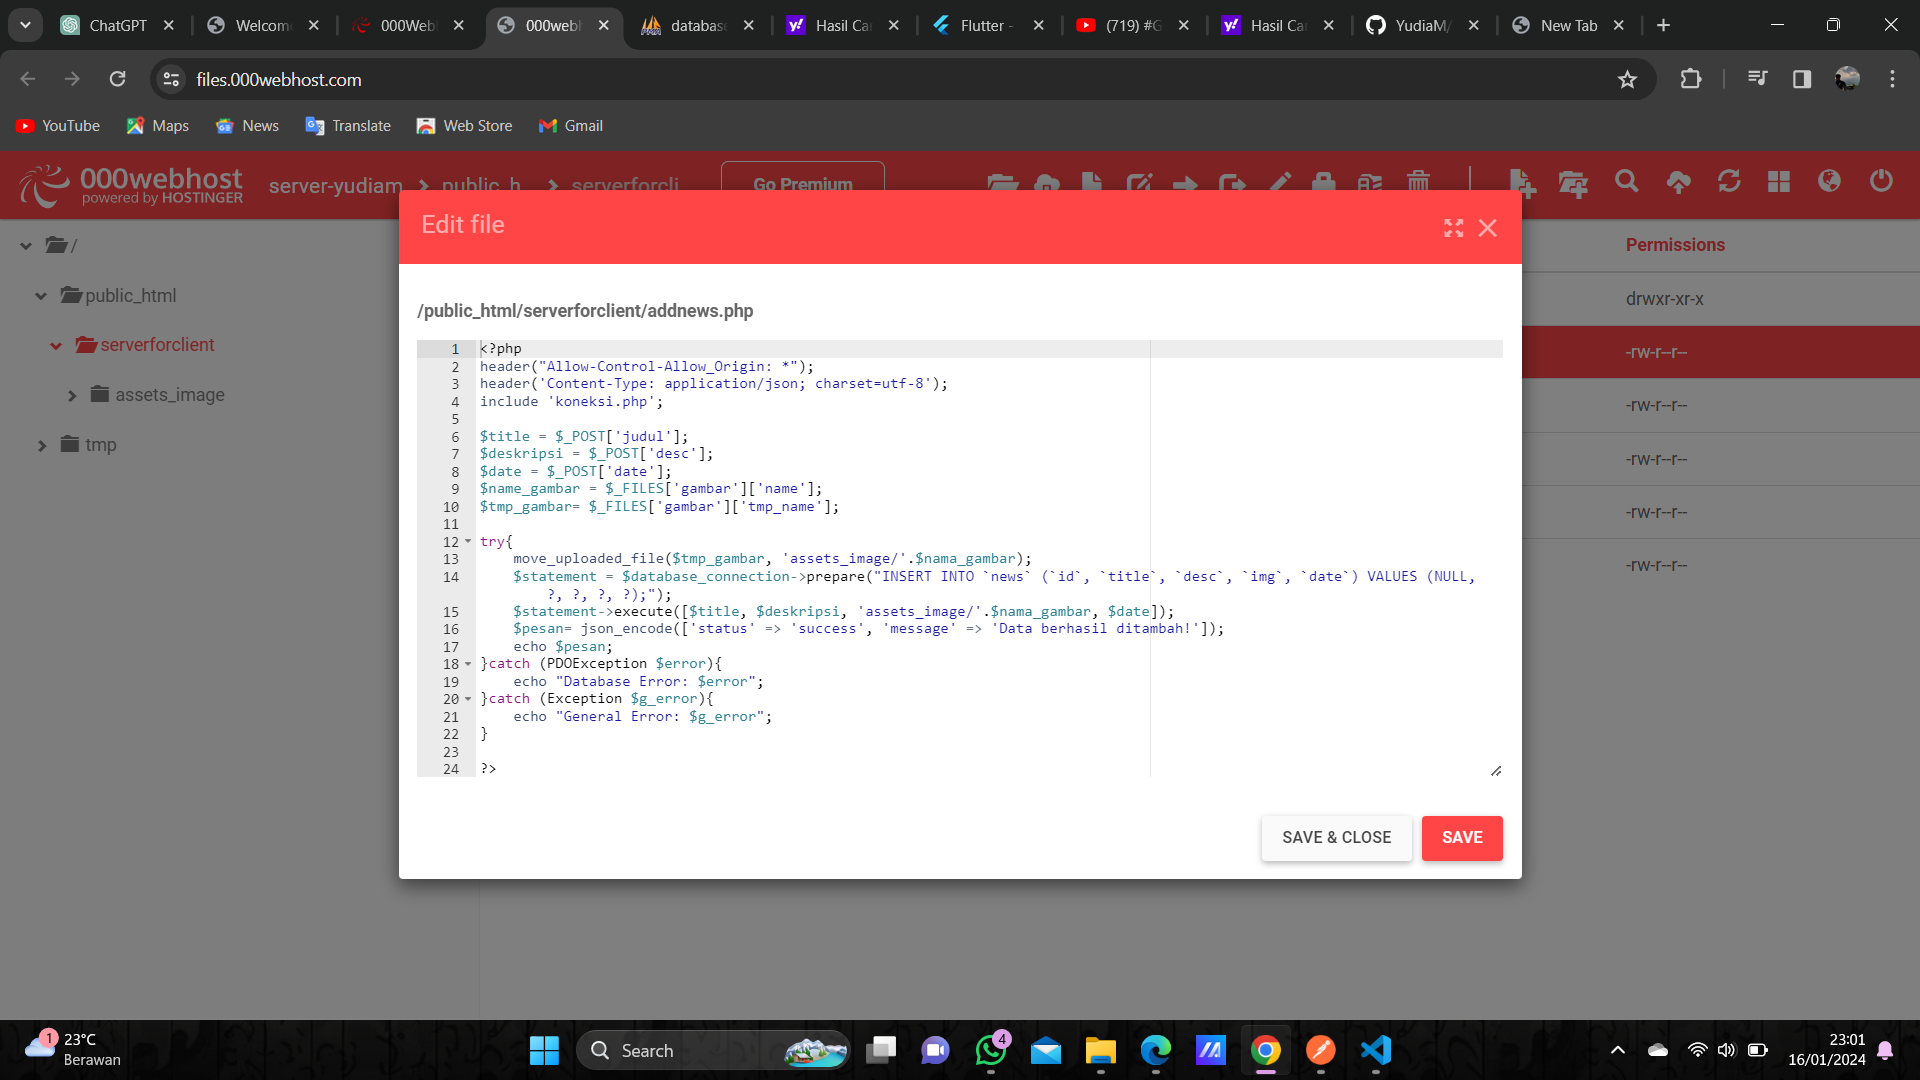 ChatGPT
Welcom
000Web
000webh
database
Hasil Ca
Flutter -
(719) #G
Hasil Ca
YudiaM/
New Tab
files.000webhost.com
YouTube
Maps
News
Translate
Web Store
Gmail
000webhost
powered by HOSTINGER
server-yudiam > public_h > serverforcli
Go Premium
/
public_html
serverforclient
assets_image
tmp
Permissions
drwxr-xr-x
-rw-r--r--
-rw-r--r--
-rw-r--r--
-rw-r--r--
-rw-r--r--
Edit file
/public_html/serverforclient/addnews.php
1 <?php
2 header("Allow-Control-Allow_Origin: *");
3 header('Content-Type: application/json; charset=utf-8');
4 include 'koneksi.php';
5
6 $title = $_POST['judul'];
7 $deskripsi = $_POST['desc'];
8 $date = $_POST['date'];
9 $name_gambar = $_FILES['gambar']['name'];
10 $tmp_gambar= $_FILES['gambar']['tmp_name'];
11
12 try{
13 move_uploaded_file($tmp_gambar, 'assets_image/'.$nama_gambar);
14 $statement = $database_connection->prepare("INSERT INTO `news` (`id`, `title`, `desc`, `img`, `date`) VALUES (NULL,
?, ?, ?, ?);");
15 $statement->execute([$title, $deskripsi, 'assets_image/'.$nama_gambar, $date]);
16 $pesan= json_encode(['status' => 'success', 'message' => 'Data berhasil ditambah!']);
17 echo $pesan;
18 }catch (PDOException $error){
19 echo "Database Error: $error";
20 }catch (Exception $g_error){
21 echo "General Error: $g_error";
22 }
23
24 ?>
SAVE & CLOSE
SAVE
1
23°C
Berawan
Search
4
23:01
16/01/2024